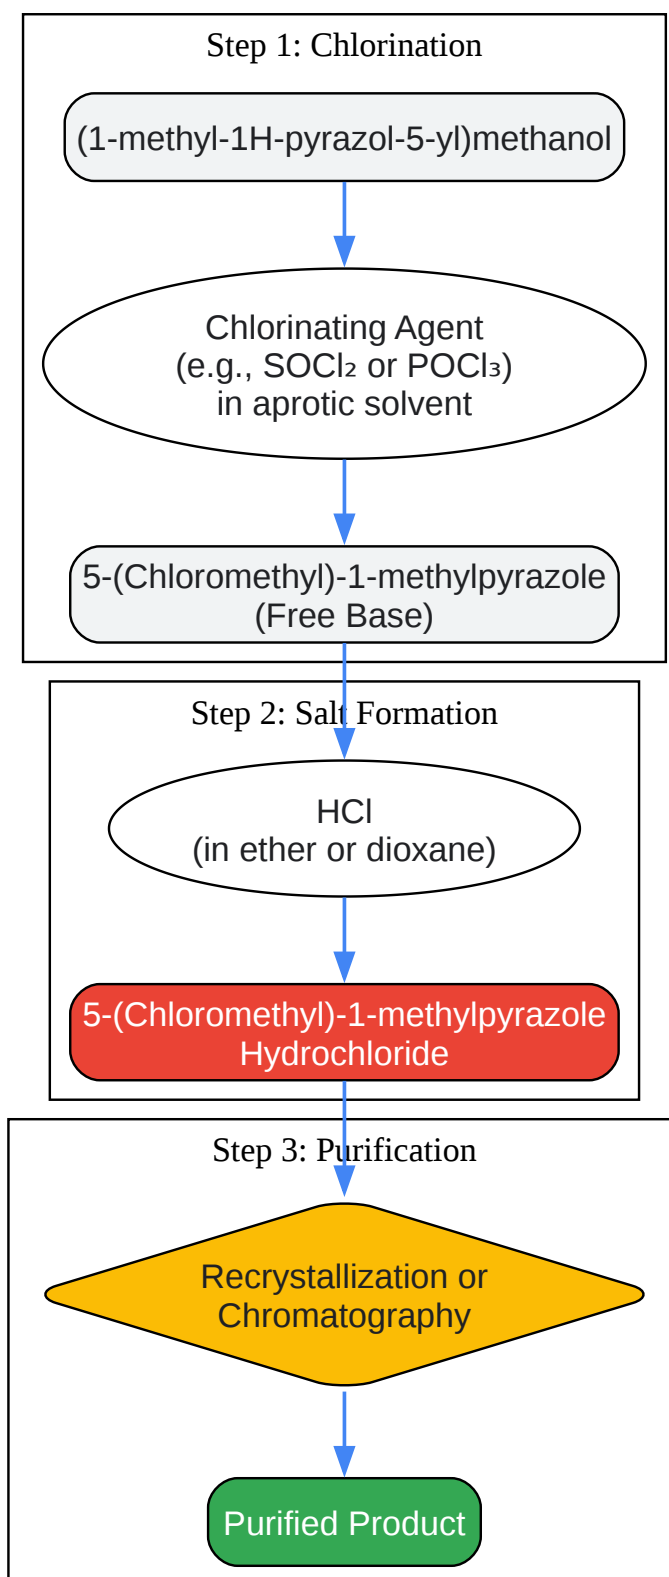 Step 1: Chlorination
(1-methyl-1H-pyrazol-5-yl)methanol
Chlorinating Agent
(e.g., SOCl₂ or POCl₃)
in aprotic solvent
5-(Chloromethyl)-1-methylpyrazole
(Free Base)
Step 2: Salt Formation
HCl
(in ether or dioxane)
5-(Chloromethyl)-1-methylpyrazole
Hydrochloride
Step 3: Purification
Recrystallization or
Chromatography
Purified Product